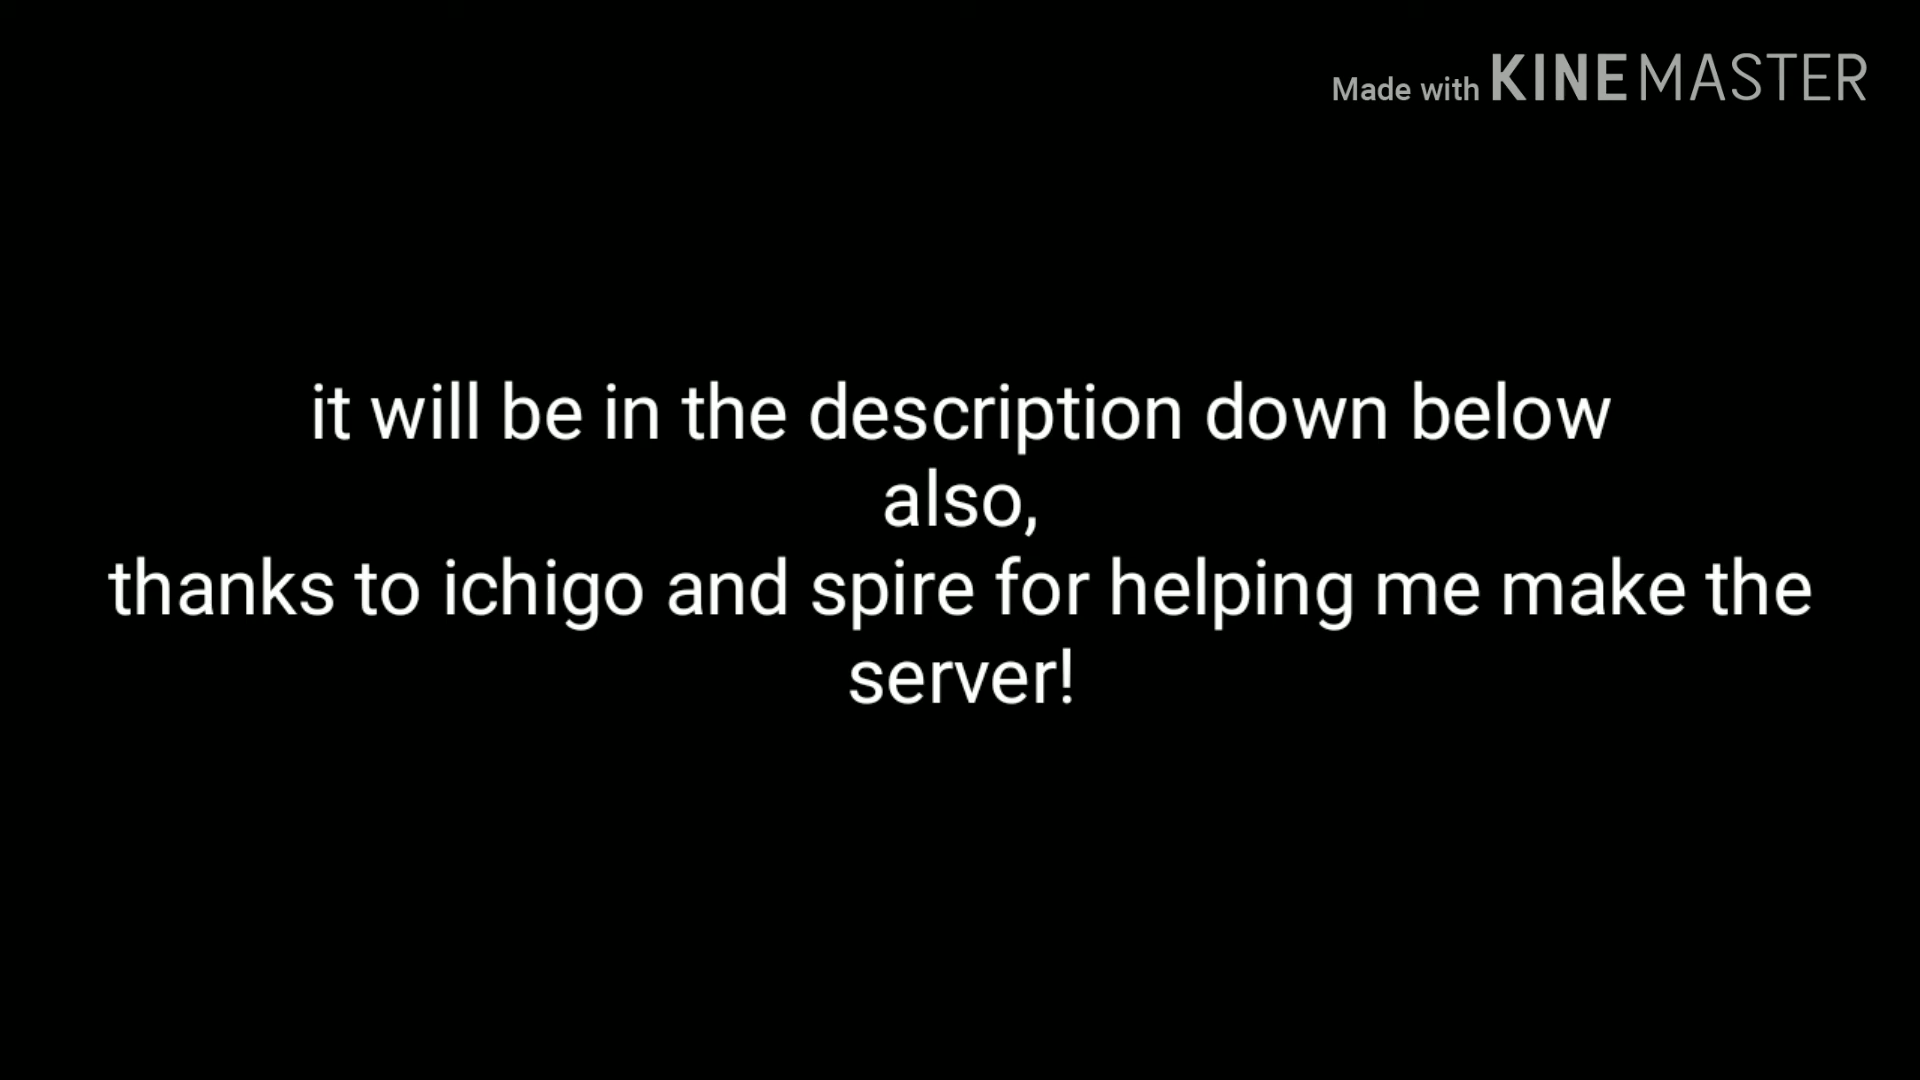 Made with KINEMASTER
it will be in the description down below
also,
thanks to ichigo and spire for helping me make the
server!